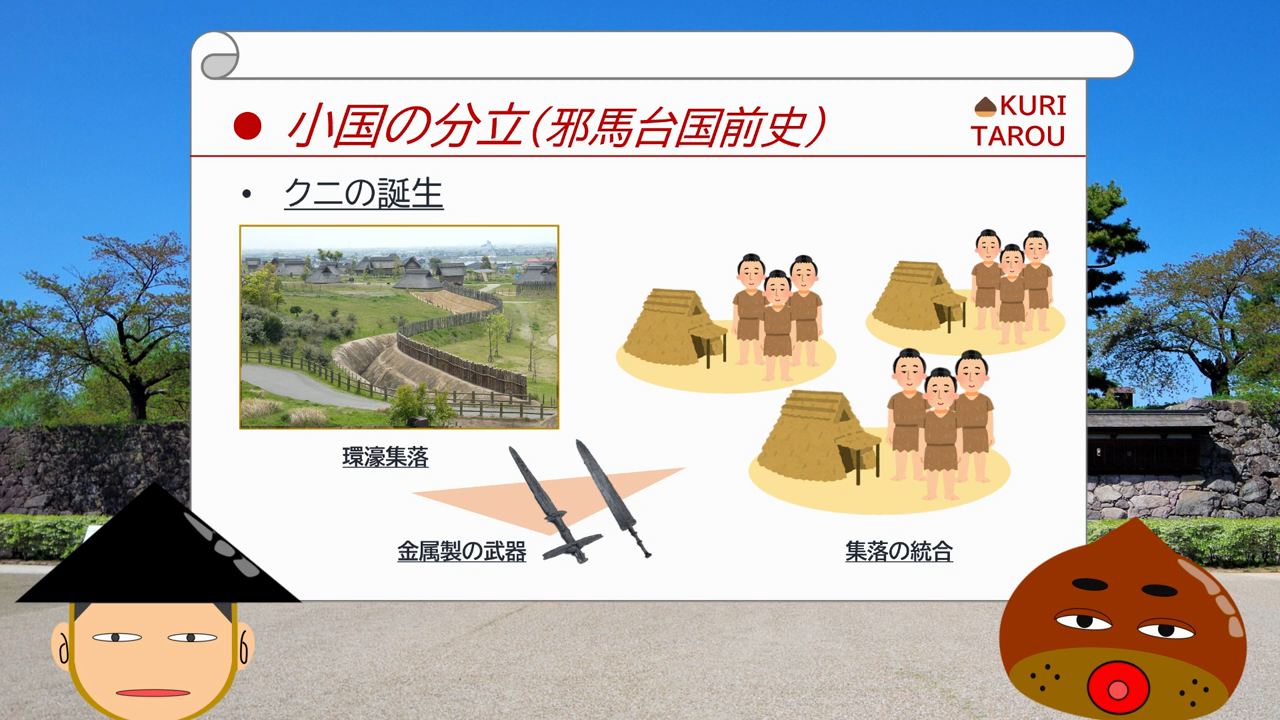 ● 小国の分立(邪馬台国前史)
KURI
TAROU
• クニの誕生
環濠集落
金属製の武器
集落の統合